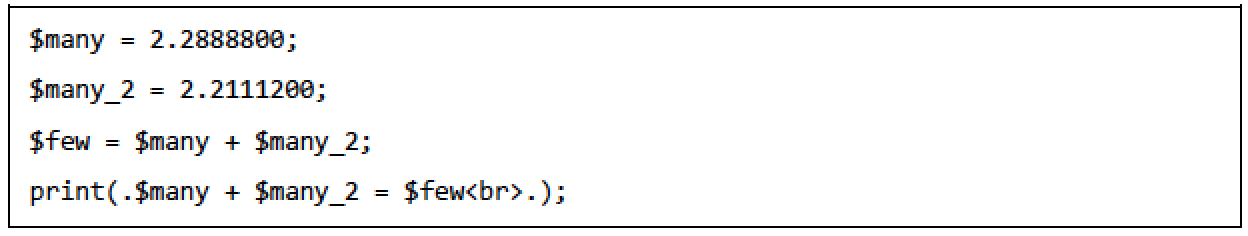 $many = 2.2888800;
$many_2 = 2.2111200;
$few = $many + $many_2;
print(.$many + $many_2 = $few<br>.);